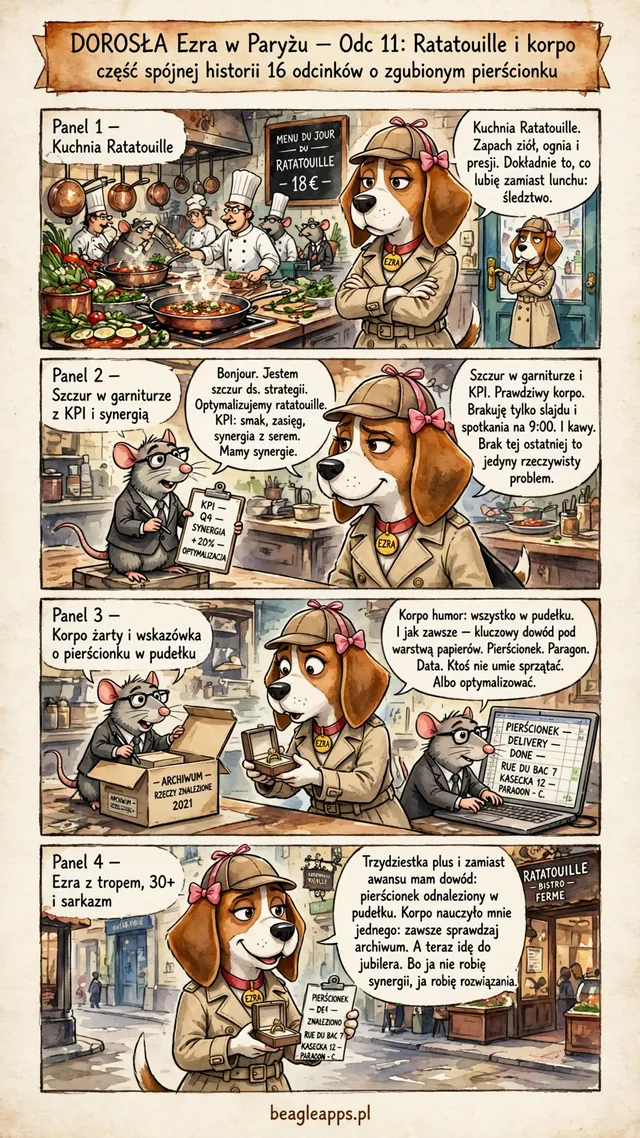 DOROSŁA Ezra w Paryżu – Odc 11: Ratatouille i korpo
część spójnej historii 16 odcinków o zgubionym pierścionku
Panel 1 –
Kuchnia Ratatouille
MENU DU JOUR
DU
RATATOUILLE
– 18€ –
Kuchnia Ratatouille.
Zapach ziół, ognia i
presji. Dokładnie to, co
lubię zamiast lunchu:
śledztwo.
EZRA
EZRA
Panel 2 –
Szczur w garniturze
z KPI i synergią
Bonjour. Jestem
szczur ds. strategii.
Optymalizujemy ratatouille.
KPI: smak, zasięg,
synergia z serem.
Mamy synergie.
Szczur w garniturze i
KPI. Prawdziwy korpo.
Brakuję tylko slajdu i
spotkania na 9:00. I kawy.
Brak tej ostatniej to
jedyny rzeczywisty
problem.
KPI –
Q4 –
SYNERGIA
+20% –
OPTYMALIZACJA
EZRA
Panel 3 –
Korpo żarty i wskazówka
o pierścionku w pudełku
Korpo humor: wszystko w pudełku.
I jak zawsze – kluczowy dowód pod
warstwą papierów. Pierścionek. Paragon.
Data. Ktoś nie umie sprzątać.
Albo optymalizować.
EZRA
– ARCHIWUM –
RZECZY ZNALEZIONE
2021
ARCHIWUM –
PIERŚCIONEK –
DELIVERY –
DONE –
RUE DU BAC 7
KASECKA 12 –
PARAGON - C.
Panel 4 –
Ezra z tropem, 30+
i sarkazm
Trzydziestka plus i zamiast
awansu mam dowód:
pierścionek odnaleziony w
pudełku. Korpo nauczyło mnie
jednego: zawsze sprawdzaj
archiwum. A teraz idę do
jubilera. Bo ja nie robię
synergii, ja robię rozwiązania.
RATATOUILLE
– BISTRO –
FERME
EZRA
PIERŚCIONEK
ZNALEZIONO
RUE DU BAC 7
KASECKA 12 –
PARAGON - C.
beagleapps.pl